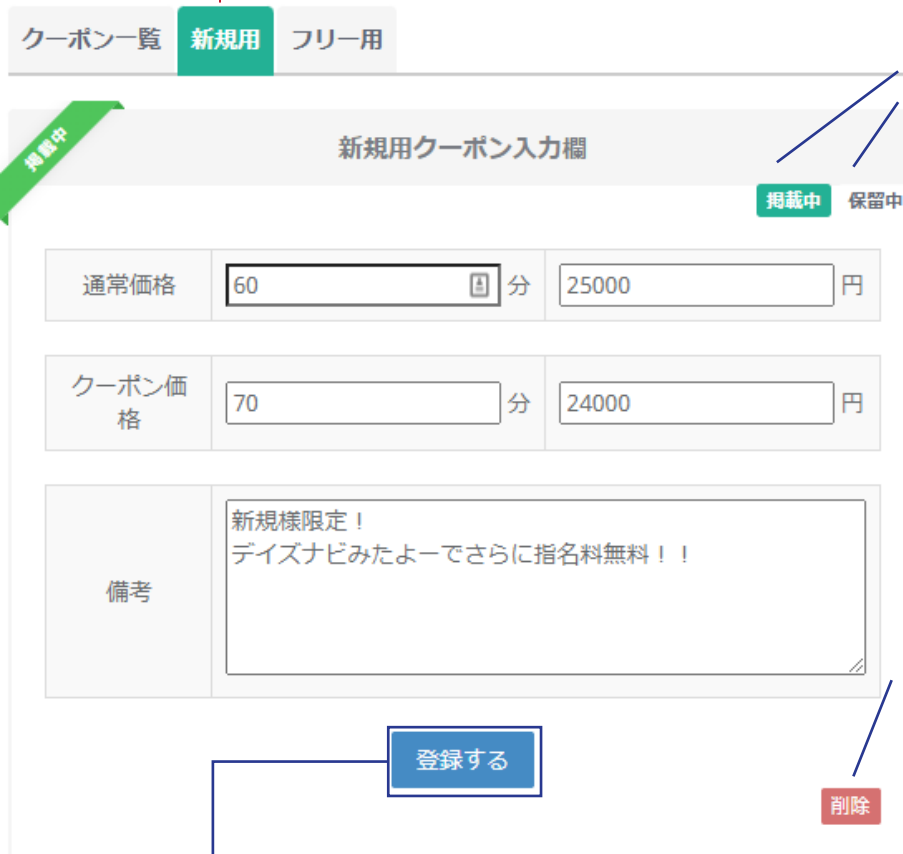 クーポン一覧 新規用 フリー用
掲載中
新規用クーポン入力欄
掲載中 保留中
通常価格 60 分 25000 円
クーポン価
格
70 分 24000 円
備考
新規様限定！
デイズナビみたよーでさらに指名料無料！！
登録する
削除